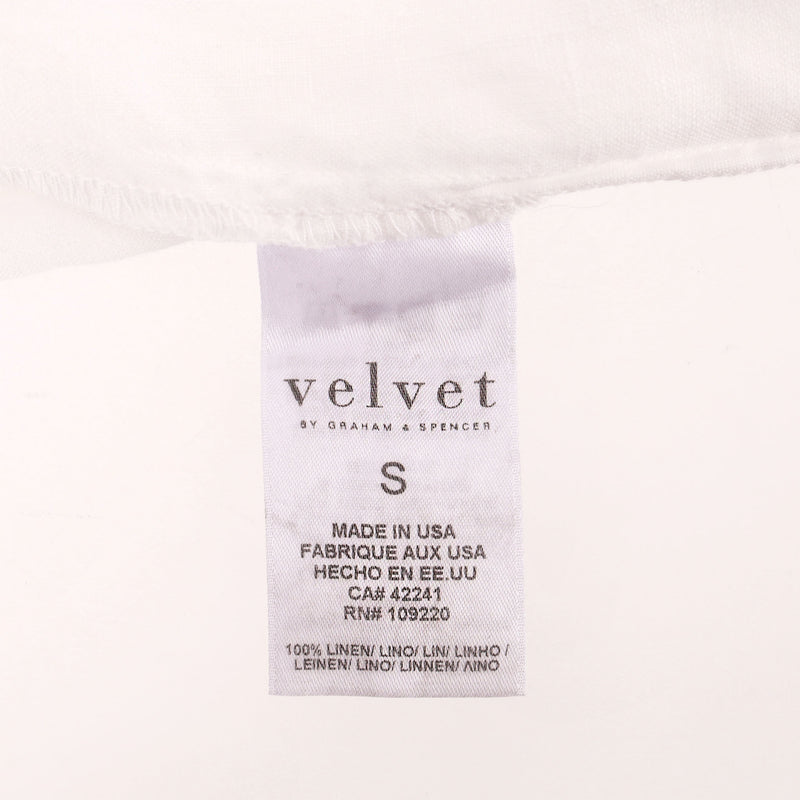 velvet
BY GRAHAM & SPENCER
S
MADE IN USA
FABRIQUE AUX USA
HECHO EN EE.UU
CA# 42241
RN# 109220
100% LINEN/ LINO/ LIN/ LINHO /
LEINEN/ LINO/ LINNEN/ ΛΙΝΟ